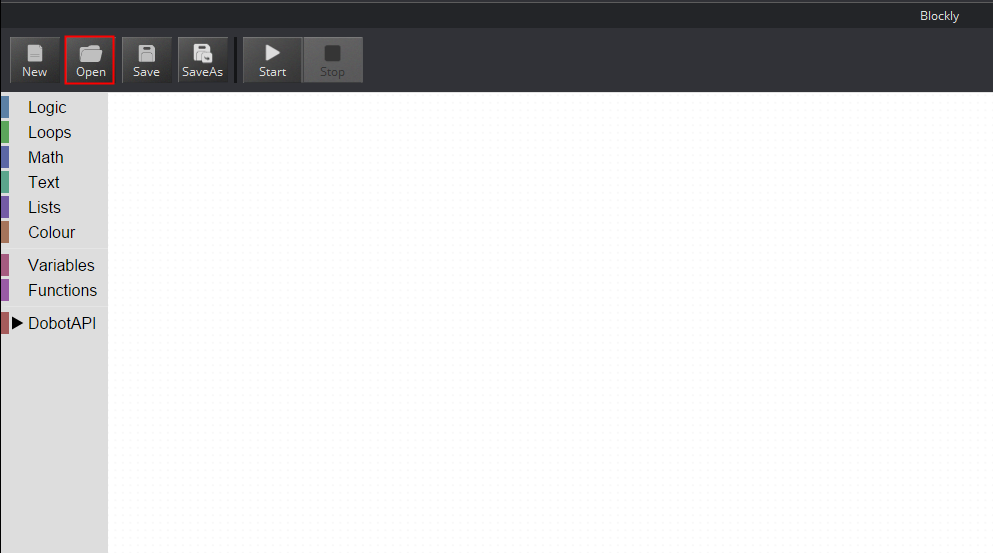 Blockly
New Open Save SaveAs Start Stop
Logic
Loops
Math
Text
Lists
Colour
Variables
Functions
DobotAPI